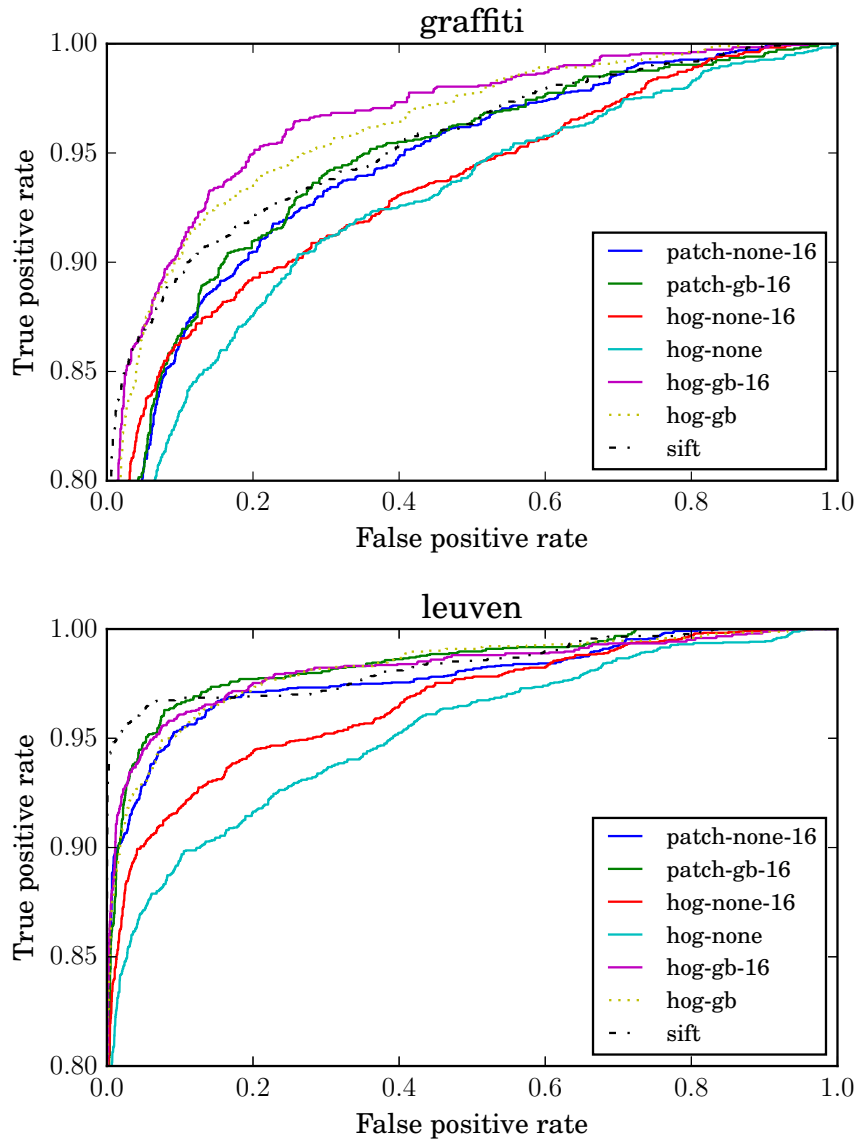 graffiti
1.00
0.95
0.90
0.85
0.80
True positive rate
patch-none-16
patch-gb-16
hog-none-16
hog-none
hog-gb-16
hog-gb
sift
0.0 0.2 0.4 0.6 0.8 1.0
False positive rate
leuven
1.00
0.95
0.90
0.85
0.80
True positive rate
patch-none-16
patch-gb-16
hog-none-16
hog-none
hog-gb-16
hog-gb
sift
0.0 0.2 0.4 0.6 0.8 1.0
False positive rate